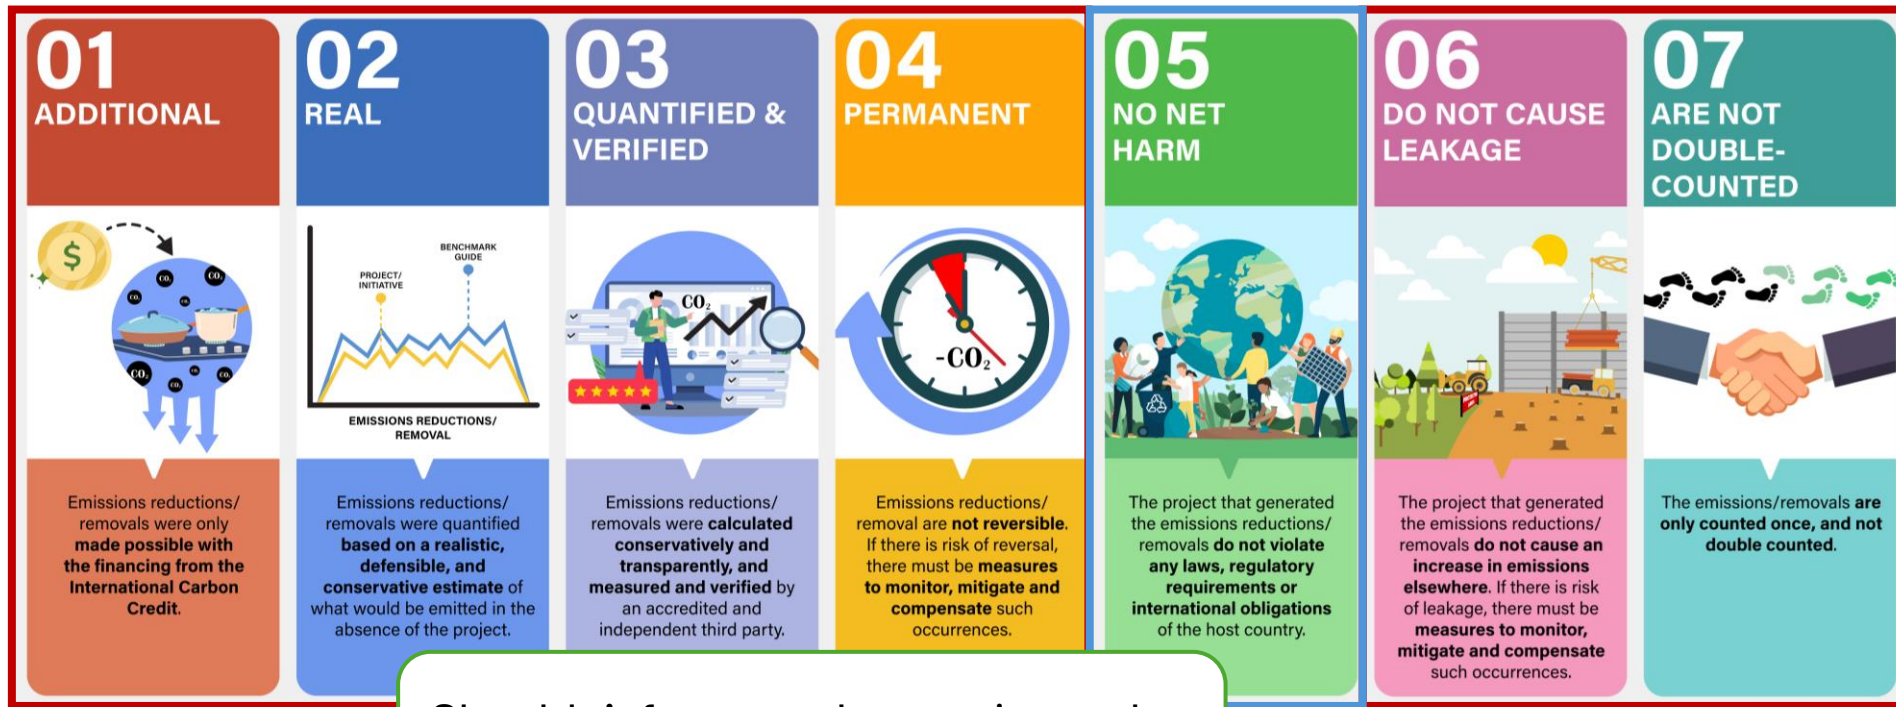 01
ADDITIONAL
$
CO₂
CO₂
CO₂
CO₂
CO₂
CO₂
Emissions reductions/
removals were only
made possible with
the financing from the
International Carbon
Credit.
02
REAL
BENCHMARK
GUIDE
PROJECT/
INITIATIVE
EMISSIONS REDUCTIONS/
REMOVAL
Emissions reductions/
removals were quantified
based on a realistic,
defensible, and
conservative estimate of
what would be emitted in the
absence of the project.
03
QUANTIFIED &
VERIFIED
CO₂
Emissions reductions/
removals were calculated
conservatively and
transparently, and
measured and verified by
an accredited and
independent third party.
04
PERMANENT
-CO₂
Emissions reductions/
removal are not reversible.
If there is risk of reversal,
there must be measures
to monitor, mitigate and
compensate such
occurrences.
05
NO NET
HARM
The project that generated
the emissions reductions/
removals do not violate
any laws, regulatory
requirements or
international obligations
of the host country.
06
DO NOT CAUSE
LEAKAGE
The project that generated
the emissions reductions/
removals do not cause an
increase in emissions
elsewhere. If there is risk
of leakage, there must be
measures to monitor,
mitigate and compensate
such occurrences.
07
ARE NOT
DOUBLE-
COUNTED
The emissions/removals are
only counted once, and not
double counted.